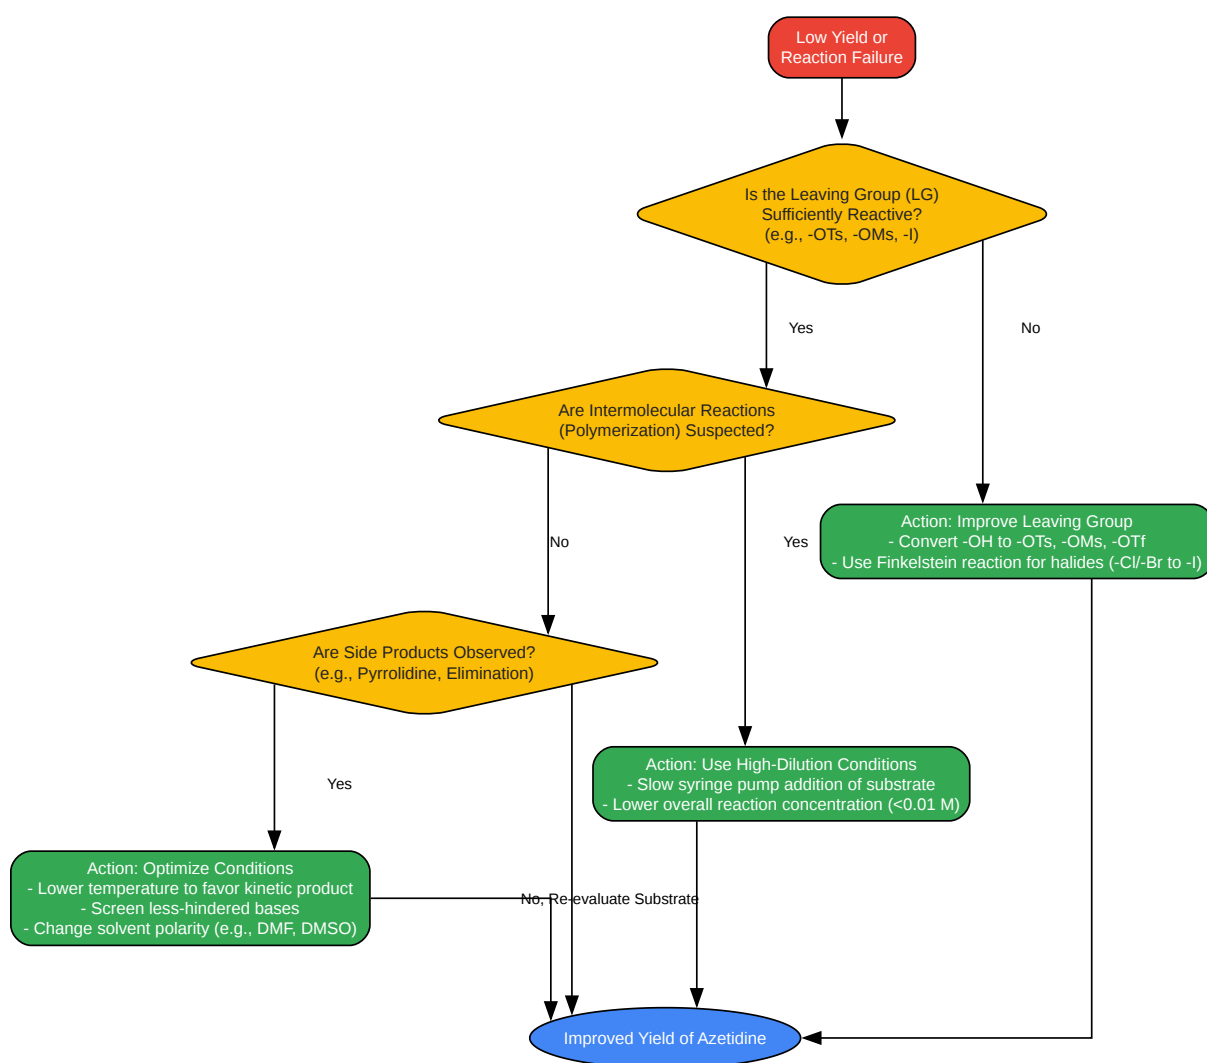 Low Yield or
Reaction Failure
Is the Leaving Group (LG)
Sufficiently Reactive?
(e.g., -OTs, -OMs, -I)
Yes
No
Are Intermolecular Reactions
(Polymerization) Suspected?
No
Yes
Action: Improve Leaving Group
- Convert -OH to -OTs, -OMs, -OTf
- Use Finkelstein reaction for halides (-Cl/-Br to -I)
Are Side Products Observed?
(e.g., Pyrrolidine, Elimination)
Yes
Action: Use High-Dilution Conditions
- Slow syringe pump addition of substrate
- Lower overall reaction concentration (<0.01 M)
Action: Optimize Conditions
- Lower temperature to favor kinetic product
- Screen less-hindered bases
- Change solvent polarity (e.g., DMF, DMSO)
No, Re-evaluate Substrate
Improved Yield of Azetidine